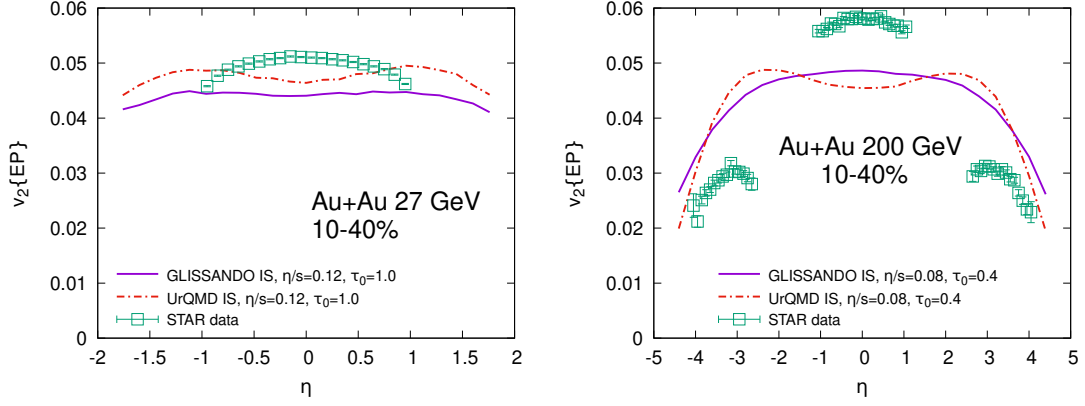 0.06
0.05
0.04
0.03
0.02
0.01
0
v2{EP}
Au+Au 27 GeV
10-40%
GLISSANDO IS, η/s=0.12, τ0=1.0
UrQMD IS, η/s=0.12, τ0=1.0
STAR data
-2 -1.5 -1 -0.5 0 0.5 1 1.5 2
η
0.06
0.05
0.04
0.03
0.02
0.01
0
v2{EP}
Au+Au 200 GeV
10-40%
GLISSANDO IS, η/s=0.08, τ0=0.4
UrQMD IS, η/s=0.08, τ0=0.4
STAR data
-5 -4 -3 -2 -1 0 1 2 3 4 5
η